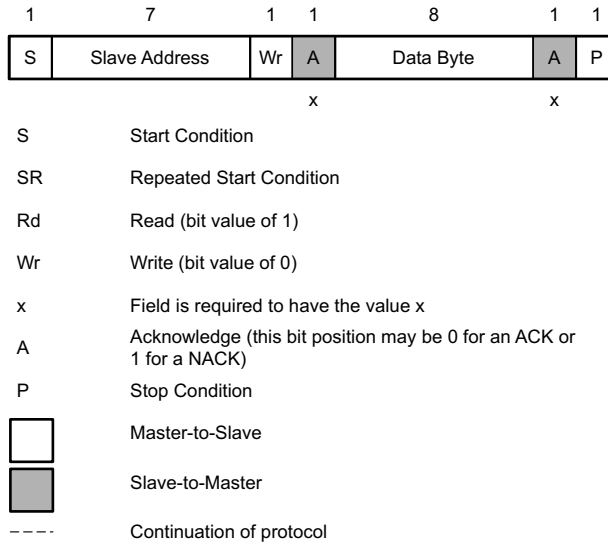 1 7 1 1 8 1 1
S Slave Address Wr A Data Byte A P
x x
S Start Condition
SR Repeated Start Condition
Rd Read (bit value of 1)
Wr Write (bit value of 0)
x Field is required to have the value x
A Acknowledge (this bit position may be 0 for an ACK or
1 for a NACK)
P Stop Condition
Master-to-Slave
Slave-to-Master
Continuation of protocol